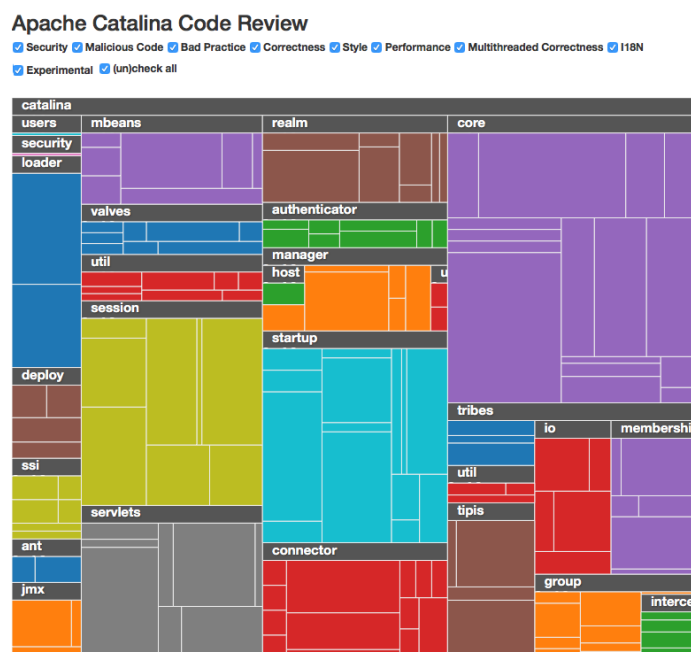 Apache Catalina Code Review
Security Malicious Code Bad Practice Correctness Style Performance Multithreaded Correctness I18N
Experimental (un)check all
catalina
users mbeans realm core
security
loader
valves authenticator
util manager
host u
session
startup
deploy
tribes
io membershi
ssi util
servlets tipis
ant connector
group
jmx
interce